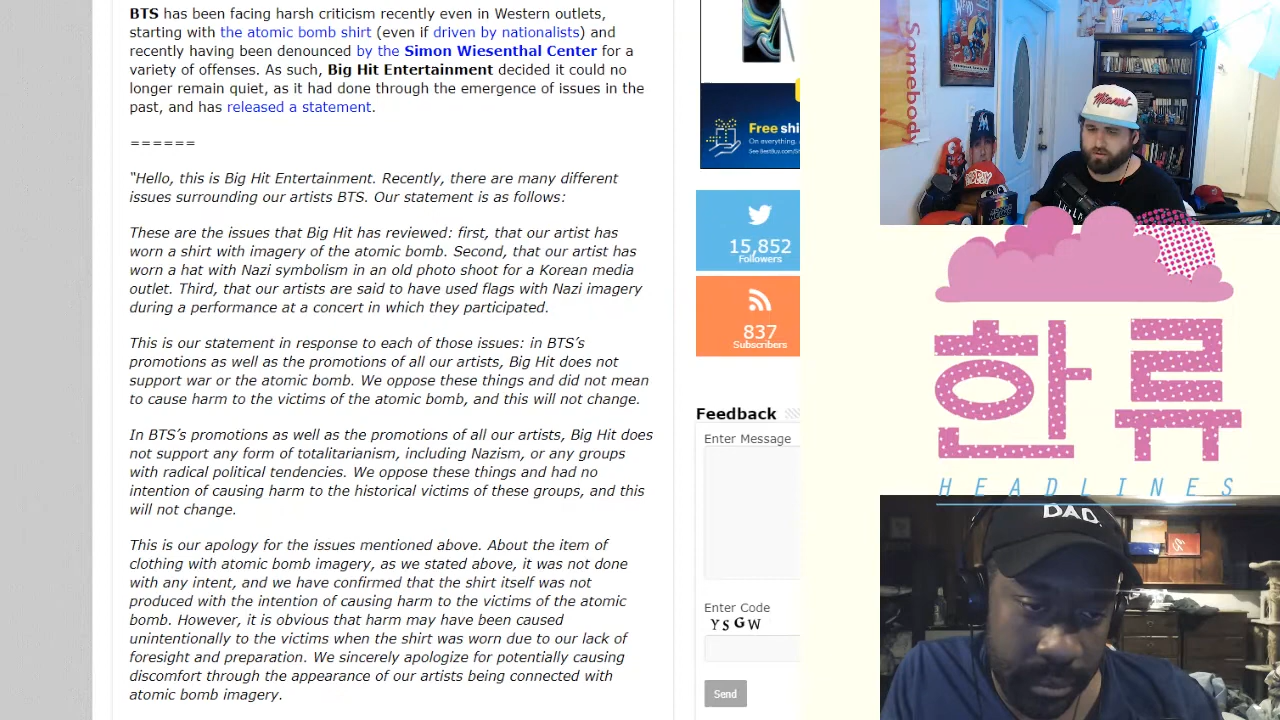 BTS has been facing harsh criticism recently even in Western outlets,
starting with the atomic bomb shirt (even if driven by nationalists) and
recently having been denounced by the Simon Wiesenthal Center for a
variety of offenses. As such, Big Hit Entertainment decided it could no
longer remain quiet, as it had done through the emergence of issues in the
past, and has released a statement.
======
"Hello, this is Big Hit Entertainment. Recently, there are many different
issues surrounding our artists BTS. Our statement is as follows:
These are the issues that Big Hit has reviewed: first, that our artist has
worn a shirt with imagery of the atomic bomb. Second, that our artist has
worn a hat with Nazi symbolism in an old photo shoot for a Korean media
outlet. Third, that our artists are said to have used flags with Nazi imagery
during a performance at a concert in which they participated.
This is our statement in response to each of those issues: in BTS's
promotions as well as the promotions of all our artists, Big Hit does not
support war or the atomic bomb. We oppose these things and did not mean
to cause harm to the victims of the atomic bomb, and this will not change.
In BTS's promotions as well as the promotions of all our artists, Big Hit does
not support any form of totalitarianism, including Nazism, or any groups
with radical political tendencies. We oppose these things and had no
intention of causing harm to the historical victims of these groups, and this
will not change.
This is our apology for the issues mentioned above. About the item of
clothing with atomic bomb imagery, as we stated above, it was not done
with any intent, and we have confirmed that the shirt itself was not
produced with the intention of causing harm to the victims of the atomic
bomb. However, it is obvious that harm may have been caused
unintentionally to the victims when the shirt was worn due to our lack of
foresight and preparation. We sincerely apologize for potentially causing
discomfort through the appearance of our artists being connected with
atomic bomb imagery.
Free shi
On everything.
15,852
Followers
837
Subscribers
Feedback
Enter Message
Enter Code
YSGW
Send
Somebody
Miami
한류
HEADLINES
DAD.